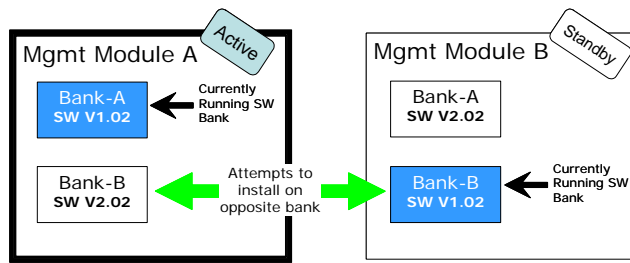 Mgmt Module A
Active
Bank-A
SW V1.02
Currently
Running SW
Bank
Bank-B
SW V2.02
Attempts to
install on
opposite bank
Mgmt Module B
Standby
Bank-A
SW V2.02
Bank-B
SW V1.02
Currently
Running SW
Bank